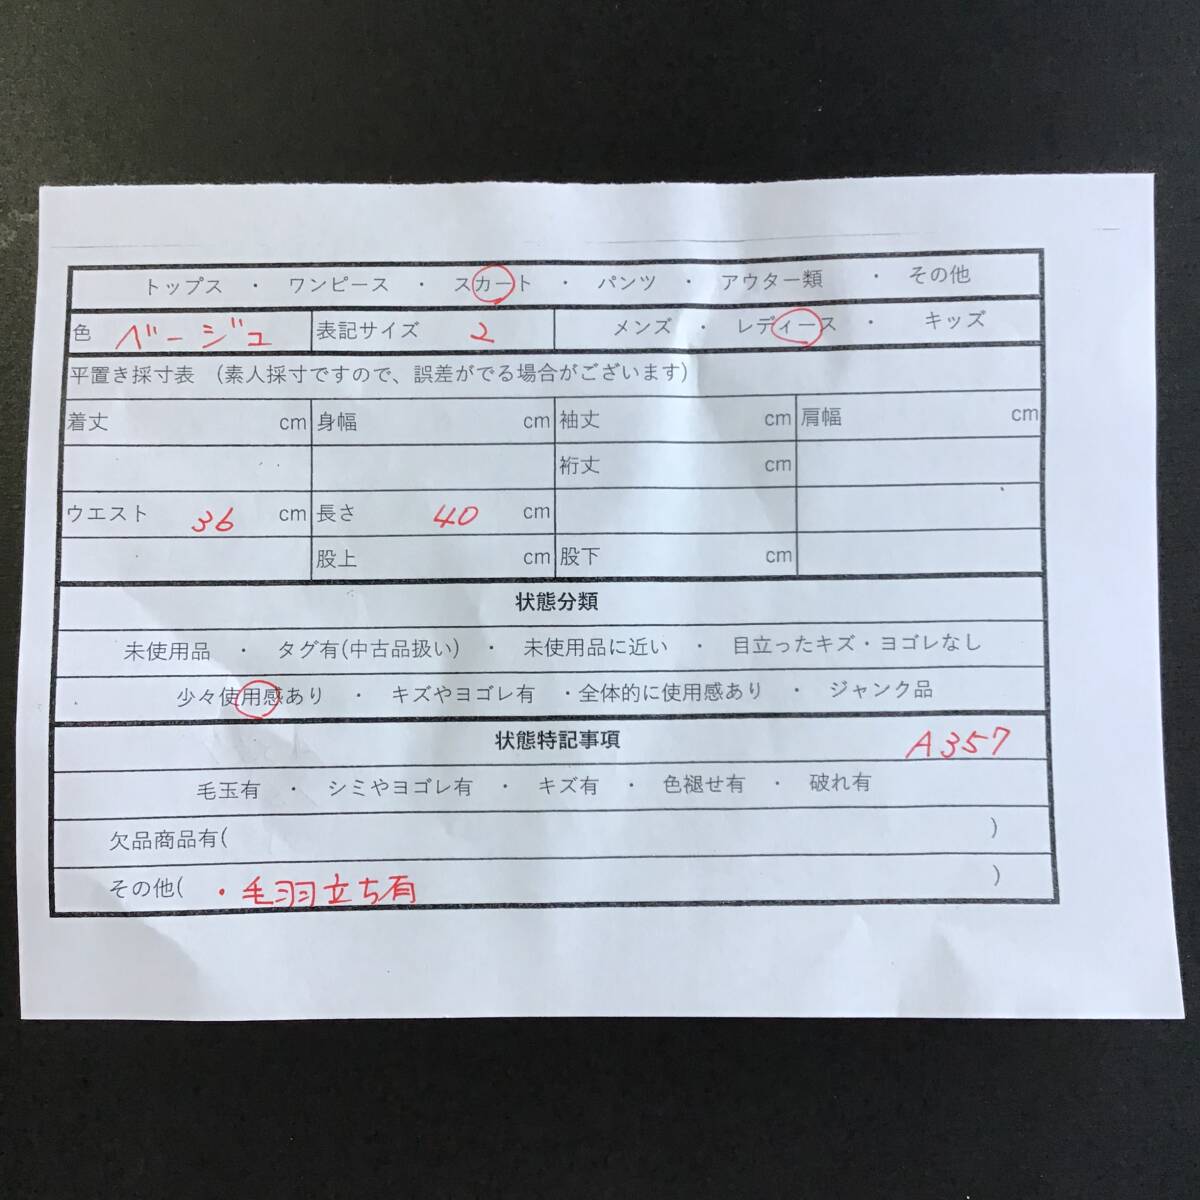 トップス ・ ワンピース ・ スカート ・ パンツ ・ アウター類 ・ その他
色 ベージュ 表記サイズ 2 メンズ ・ レディース ・ キッズ
平置き採寸表 (素人採寸ですので、誤差がでる場合がございます)
着丈 cm 身幅 cm 袖丈 cm 肩幅 cm
裄丈 cm
ウエスト 36 cm 長さ 40 cm
股上 cm 股下 cm
状態分類
未使用品 ・ タグ有(中古品扱い) ・ 未使用品に近い ・ 目立ったキズ・ヨゴレなし
少々使用感あり ・ キズやヨゴレ有 ・全体的に使用感あり ・ ジャンク品
状態特記事項 A357
毛玉有 ・ シミやヨゴレ有 ・ キズ有 ・ 色褪せ有 ・ 破れ有
欠品商品有( )
その他( ・毛羽立ち有 )